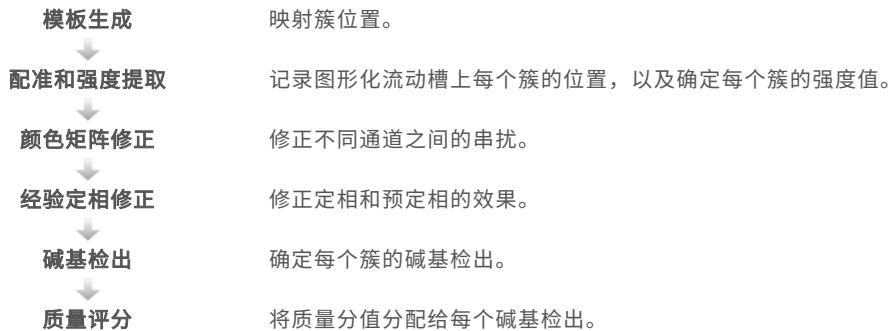 模板生成 映射簇位置。
配准和强度提取 记录图形化流动槽上每个簇的位置，以及确定每个簇的强度值。
颜色矩阵修正 修正不同通道之间的串扰。
经验定相修正 修正定相和预定相的效果。
碱基检出 确定每个簇的碱基检出。
质量评分 将质量分值分配给每个碱基检出。